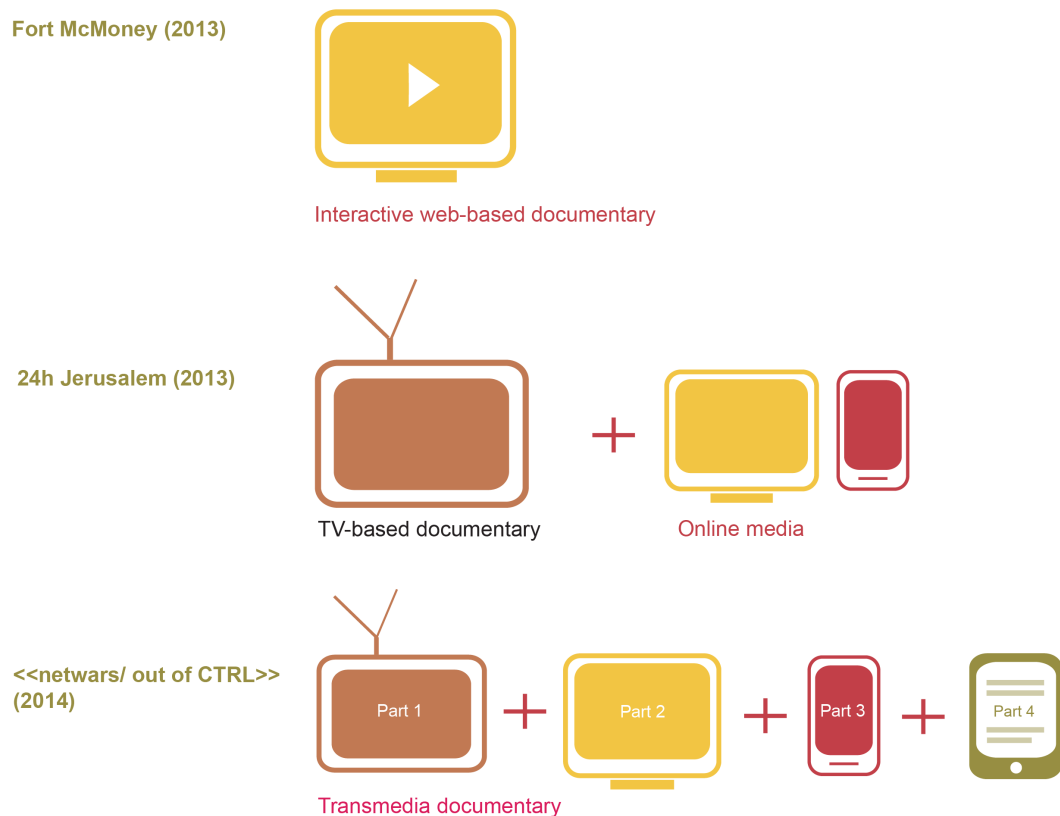 Fort McMoney (2013)
Interactive web-based documentary
24h Jerusalem (2013)
TV-based documentary
Online media
<<netwars/ out of CTRL>>
(2014)
Part 1
Part 2
Part 3
Part 4
Transmedia documentary